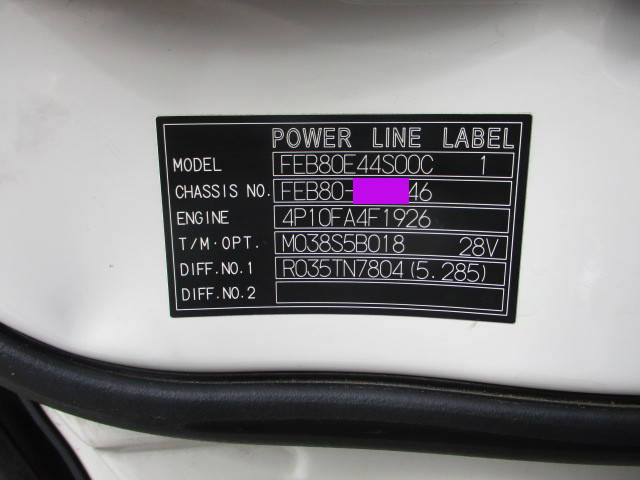 POWER LINE LABEL
MODEL FEB80E44S00C 1
CHASSIS NO. FEB80- 46
ENGINE 4P10FA4F1926
T/M·OPT. M038S5B018 28V
DIFF.NO.1 R035TN7804(5.285)
DIFF.NO.2